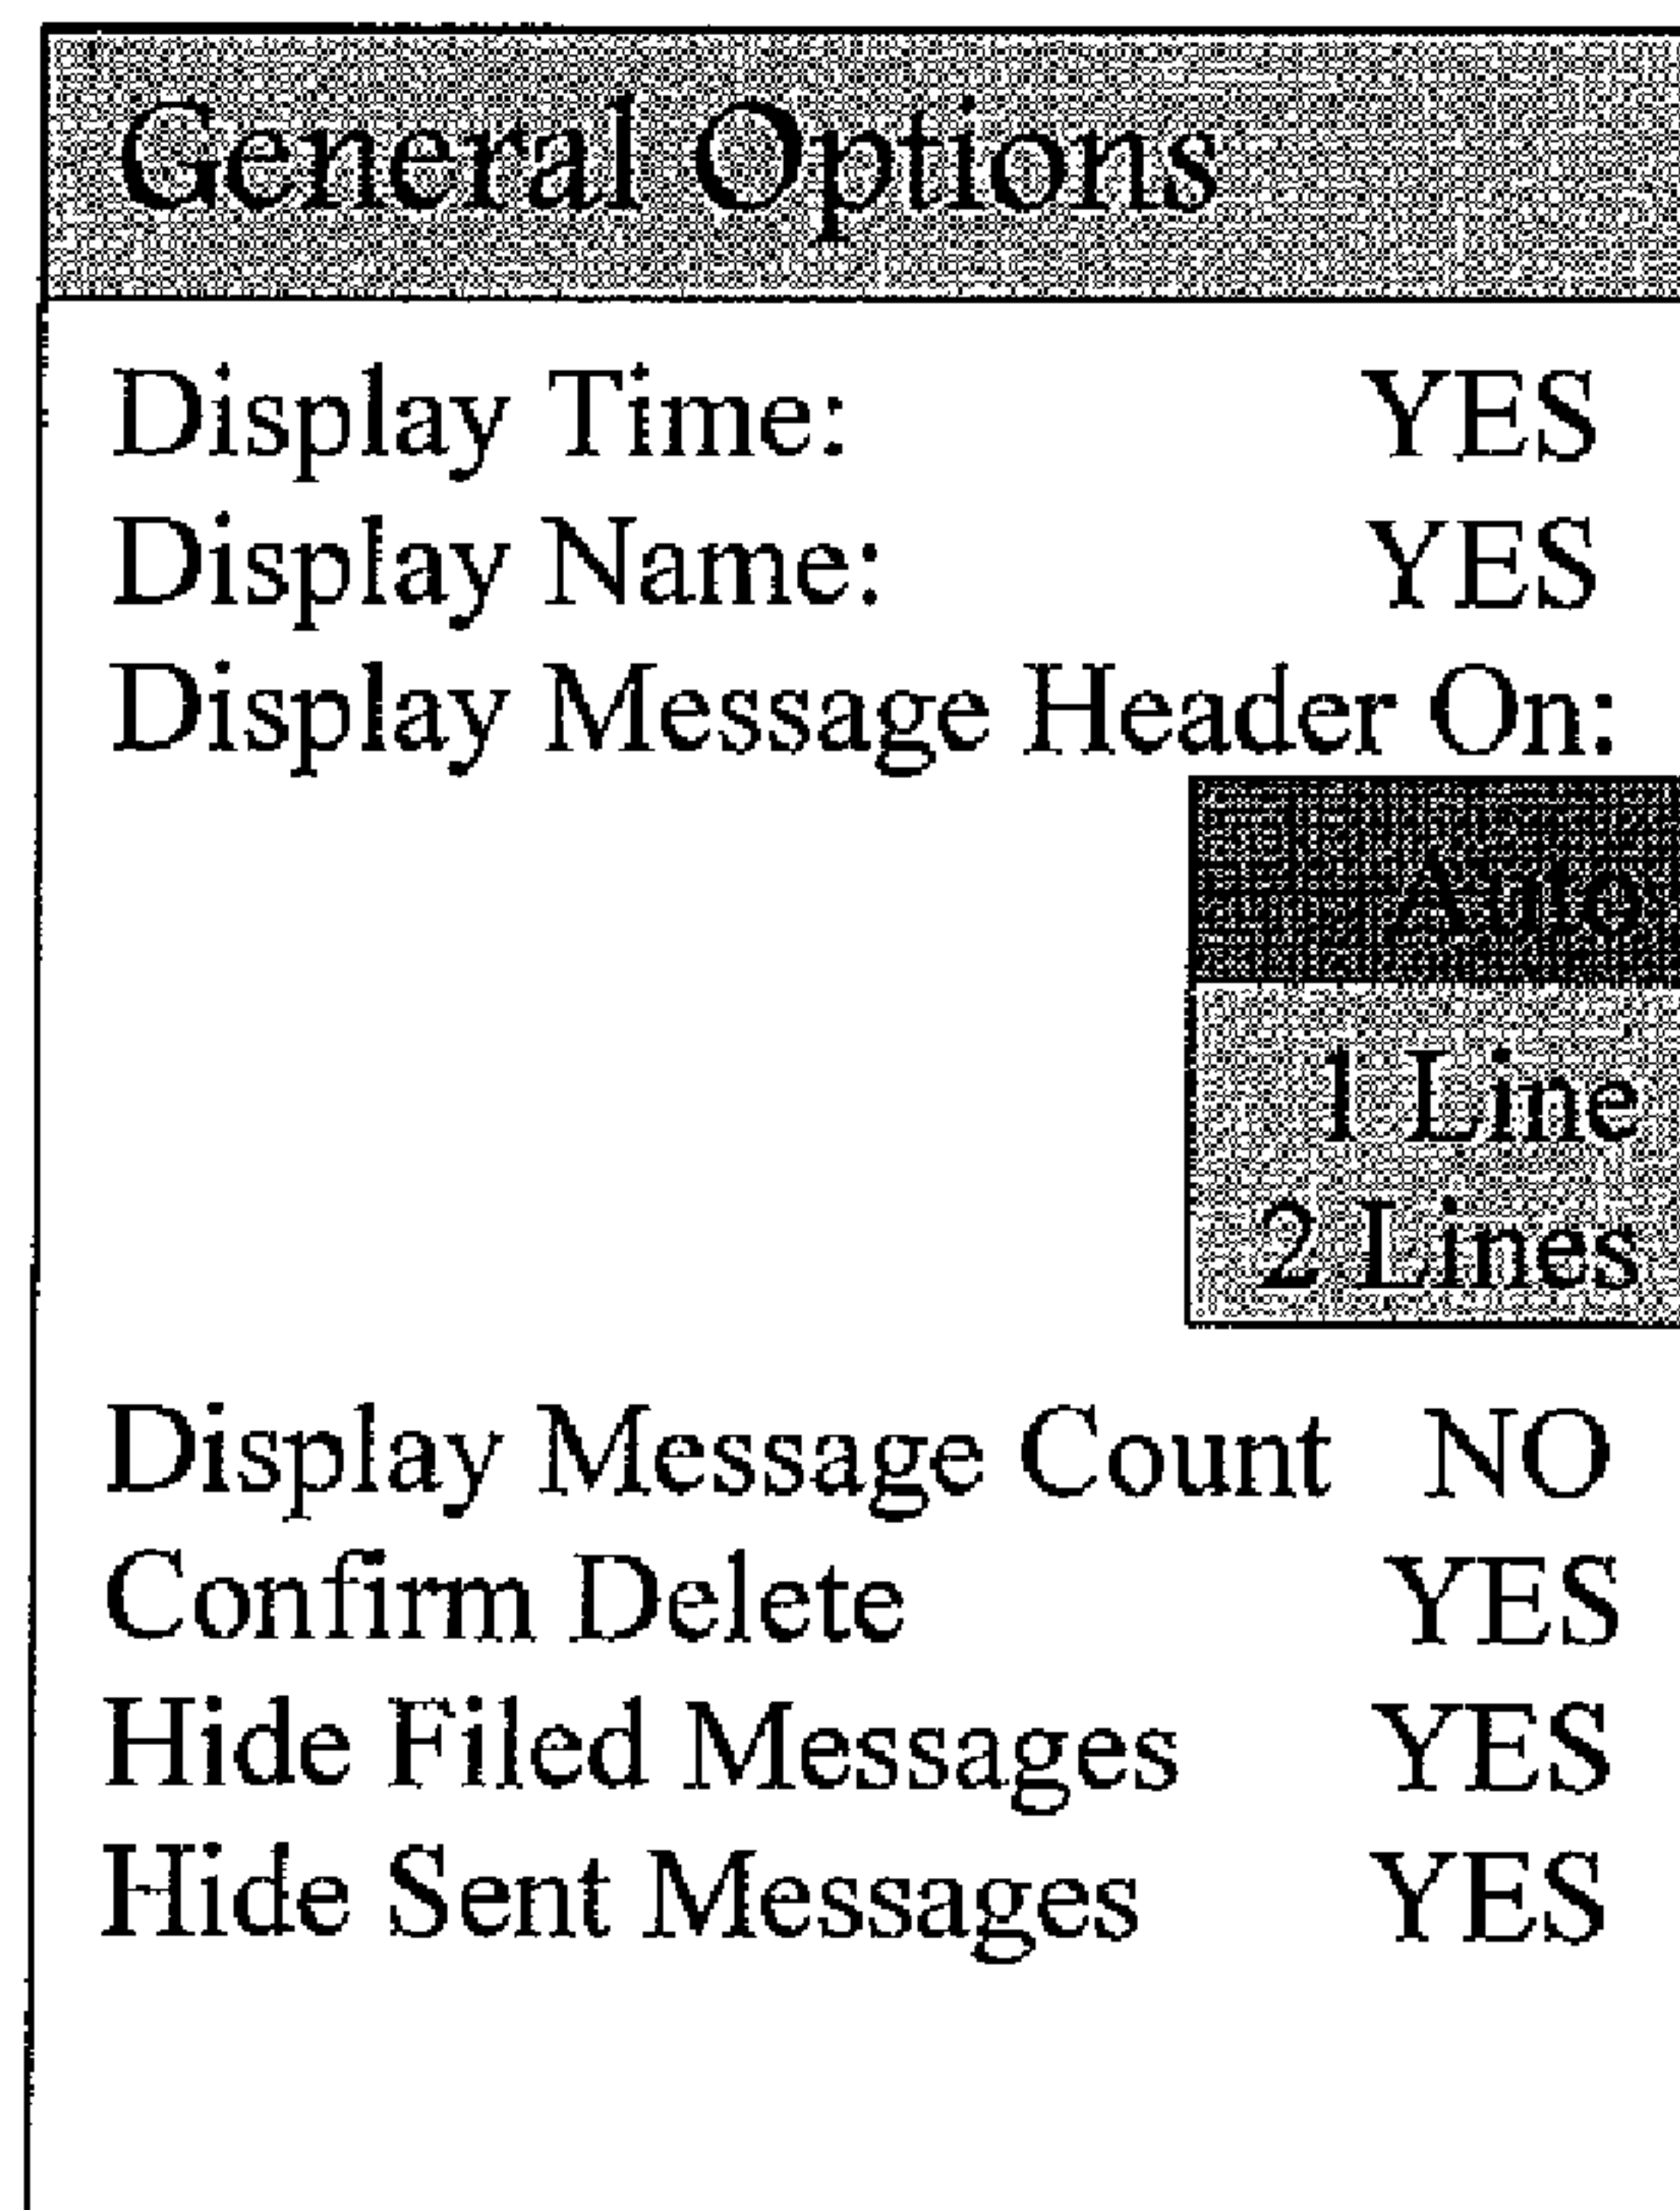 General Options
Display Time: YES
Display Name: YES
Display Message Header On:
Auto
1 Line
2 Lines
Display Message Count NO
Confirm Delete YES
Hide Filed Messages YES
Hide Sent Messages YES